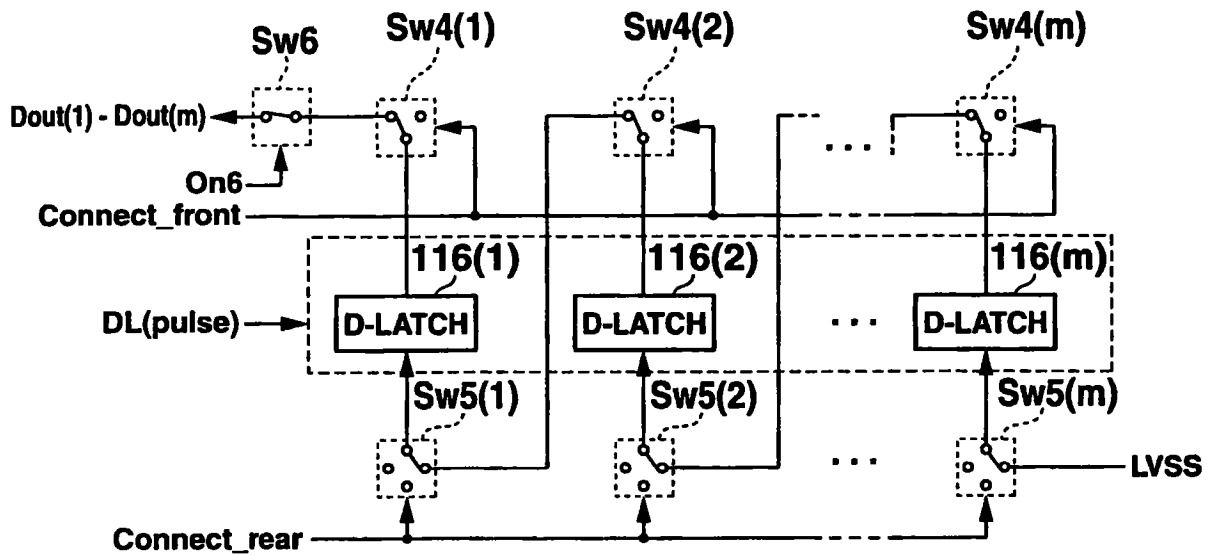 Sw6
Sw4(1)
Sw4(2)
Sw4(m)
Dout(1) - Dout(m)
On6
Connect_front
116(1)
116(2)
116(m)
DL(pulse)
D-LATCH
D-LATCH
D-LATCH
Sw5(1)
Sw5(2)
Sw5(m)
LVSS
Connect_rear